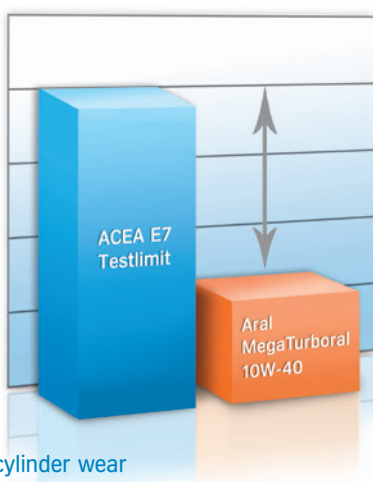 ACEA E7
Testlimit
Aral
MegaTurboral
10W-40
cylinder wear